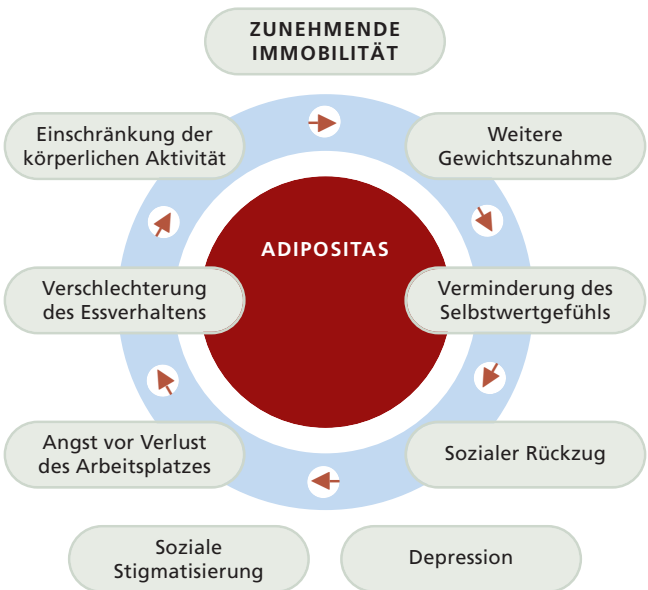 ZUNEHMENDE
IMMOBILITÄT
Einschränkung der
körperlichen Aktivität
Weitere
Gewichtszunahme
ADIPOSITAS
Verschlechterung
des Essverhaltens
Verminderung des
Selbstwertgefühls
Angst vor Verlust
des Arbeitsplatzes
Sozialer Rückzug
Soziale
Stigmatisierung
Depression